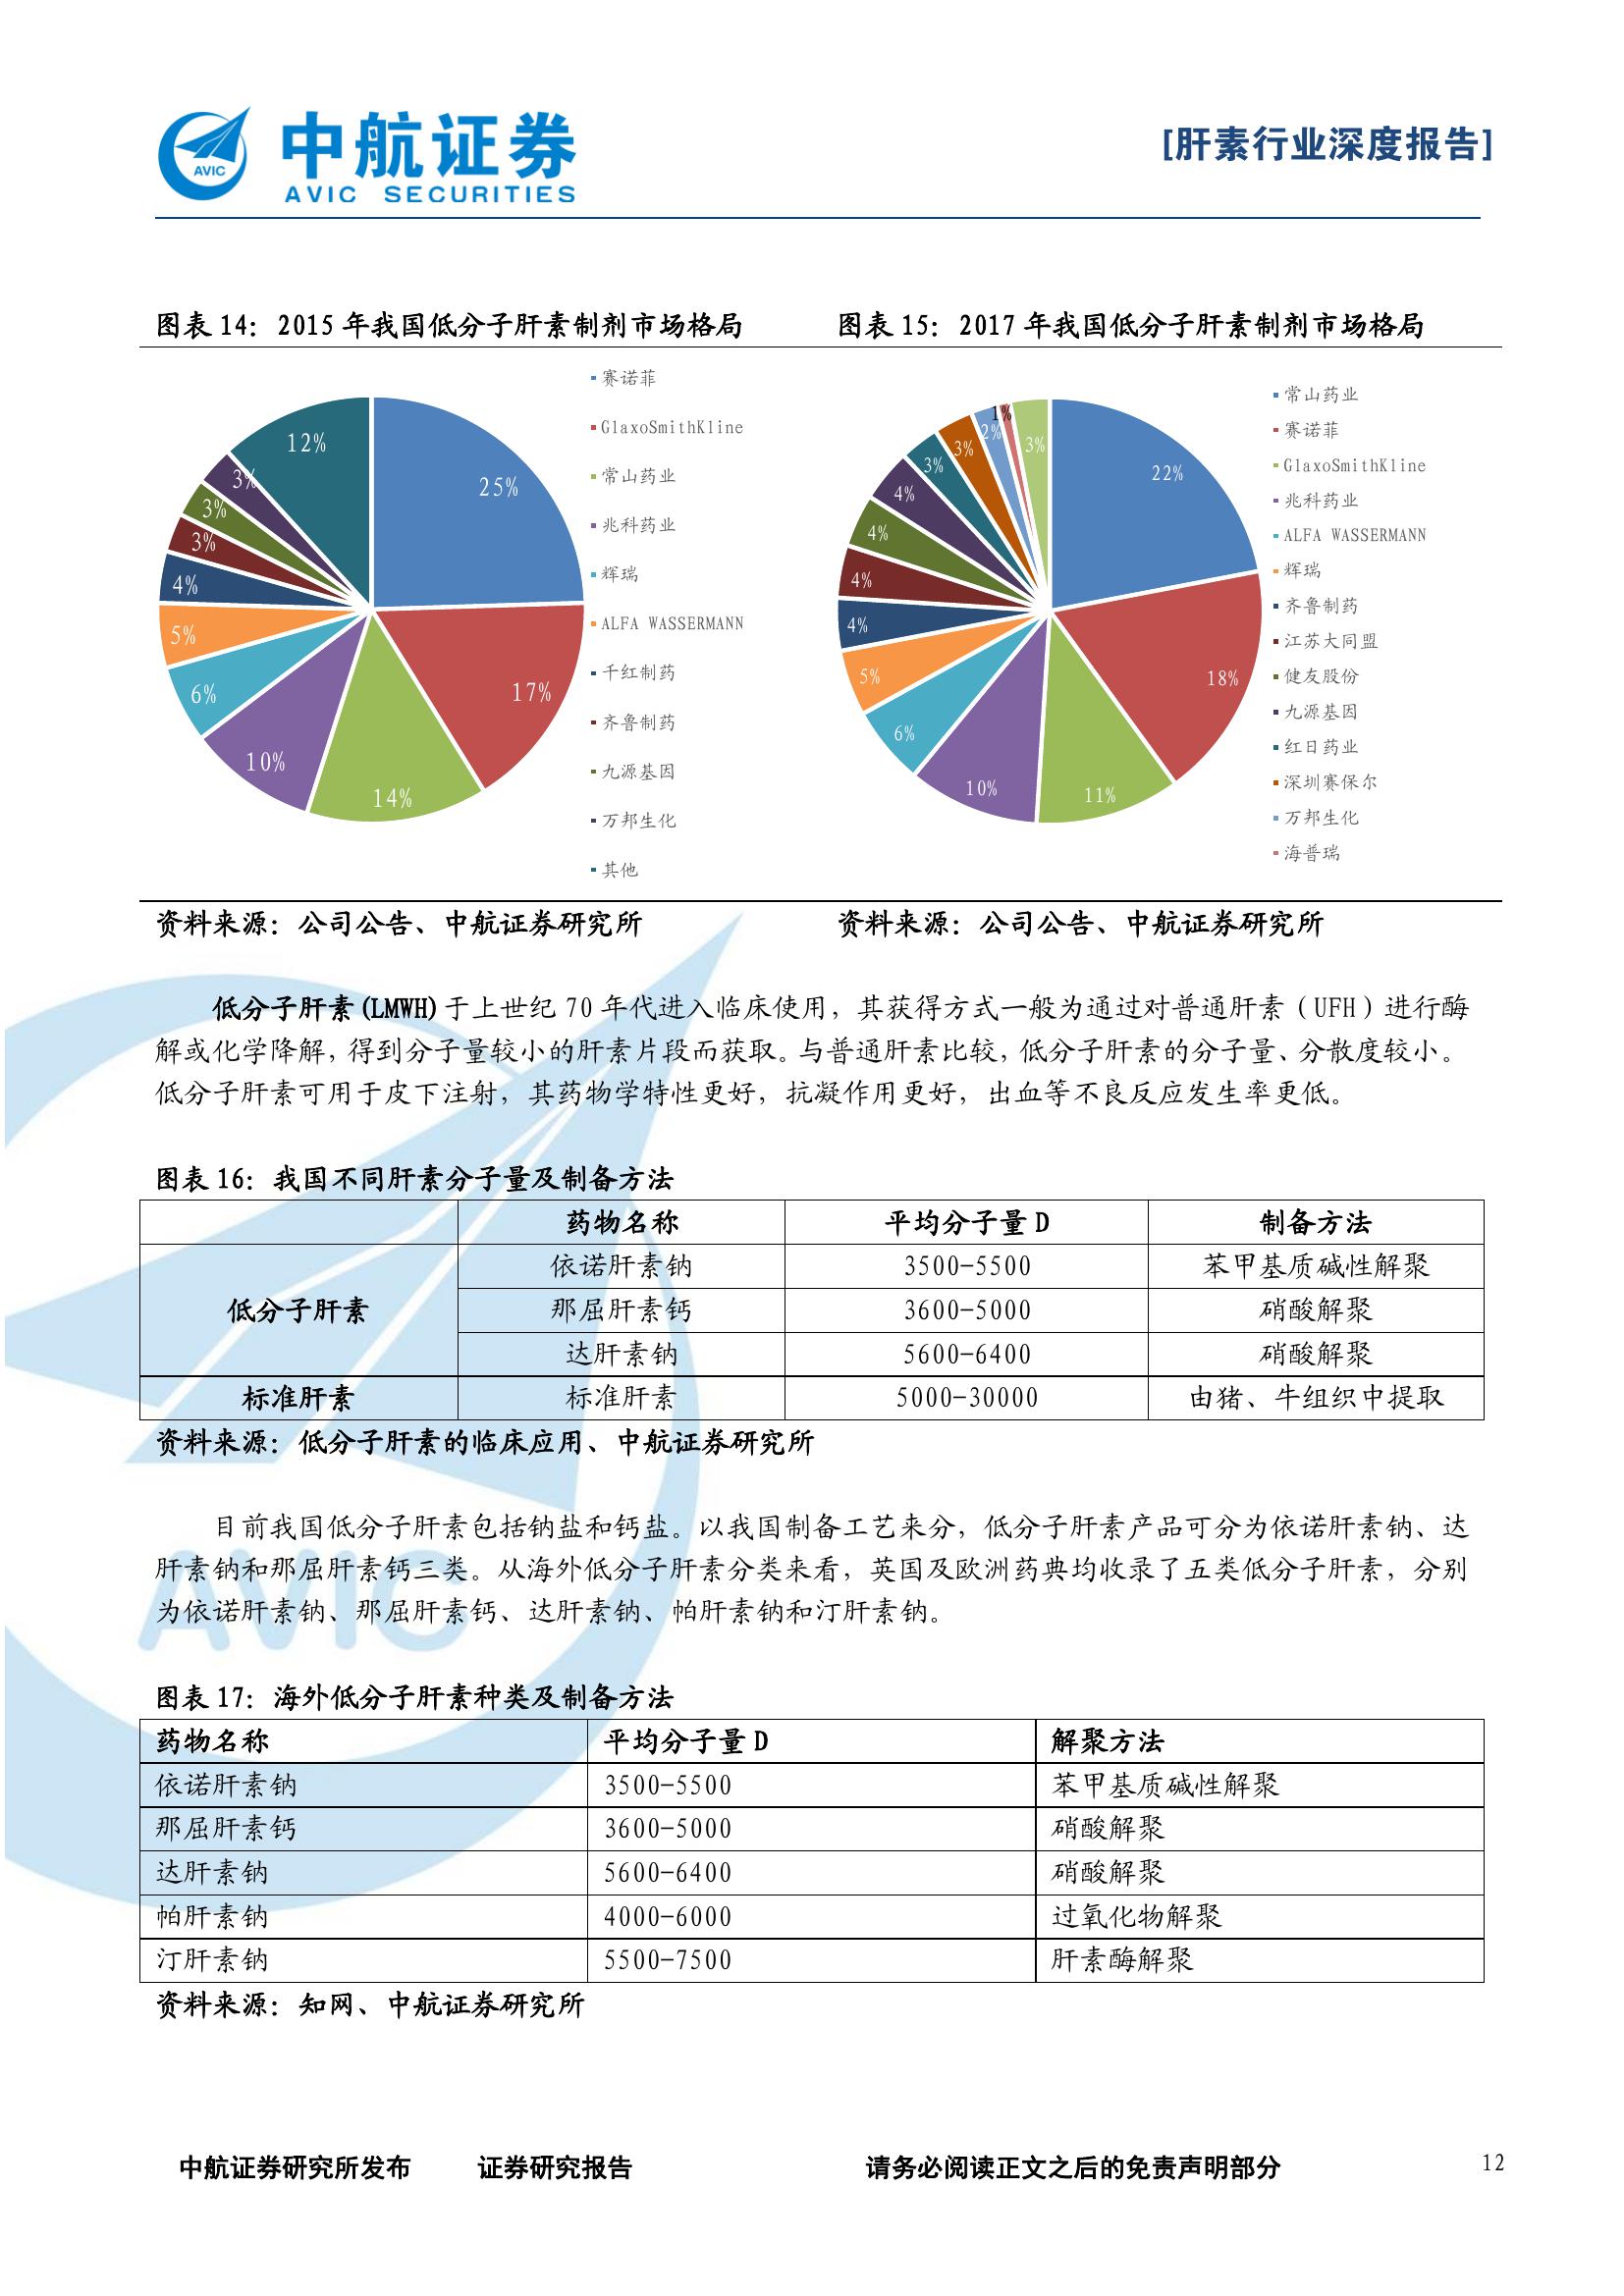 AVIC
中航证券
AVIC SECURITIES
[肝素行业深度报告]
图表 14：2015 年我国低分子肝素制剂市场格局
25%
17%
14%
10%
6%
5%
4%
3%
3%
3%
12%
赛诺菲
GlaxoSmithKline
常山药业
兆科药业
辉瑞
ALFA WASSERMANN
千红制药
齐鲁制药
九源基因
万邦生化
其他
资料来源：公司公告、中航证券研究所
图表 15：2017 年我国低分子肝素制剂市场格局
22%
18%
11%
10%
6%
5%
4%
4%
4%
4%
3%
3%
2%
1%
3%
常山药业
赛诺菲
GlaxoSmithKline
兆科药业
ALFA WASSERMANN
辉瑞
齐鲁制药
江苏大同盟
健友股份
九源基因
红日药业
深圳赛保尔
万邦生化
海普瑞
资料来源：公司公告、中航证券研究所
低分子肝素(LMWH)于上世纪 70 年代进入临床使用，其获得方式一般为通过对普通肝素（UFH）进行酶
解或化学降解，得到分子量较小的肝素片段而获取。与普通肝素比较，低分子肝素的分子量、分散度较小。
低分子肝素可用于皮下注射，其药物学特性更好，抗凝作用更好，出血等不良反应发生率更低。
图表 16：我国不同肝素分子量及制备方法
药物名称 平均分子量 D 制备方法
低分子肝素
依诺肝素钠 3500-5500 苯甲基质碱性解聚
那屈肝素钙 3600-5000 硝酸解聚
达肝素钠 5600-6400 硝酸解聚
标准肝素 标准肝素 5000-30000 由猪、牛组织中提取
资料来源：低分子肝素的临床应用、中航证券研究所
目前我国低分子肝素包括钠盐和钙盐。以我国制备工艺来分，低分子肝素产品可分为依诺肝素钠、达
肝素钠和那屈肝素钙三类。从海外低分子肝素分类来看，英国及欧洲药典均收录了五类低分子肝素，分别
为依诺肝素钠、那屈肝素钙、达肝素钠、帕肝素钠和汀肝素钠。
AVIC
图表 17：海外低分子肝素种类及制备方法
药物名称 平均分子量 D 解聚方法
依诺肝素钠 3500-5500 苯甲基质碱性解聚
那屈肝素钙 3600-5000 硝酸解聚
达肝素钠 5600-6400 硝酸解聚
帕肝素钠 4000-6000 过氧化物解聚
汀肝素钠 5500-7500 肝素酶解聚
资料来源：知网、中航证券研究所
中航证券研究所发布 证券研究报告 请务必阅读正文之后的免责声明部分 12